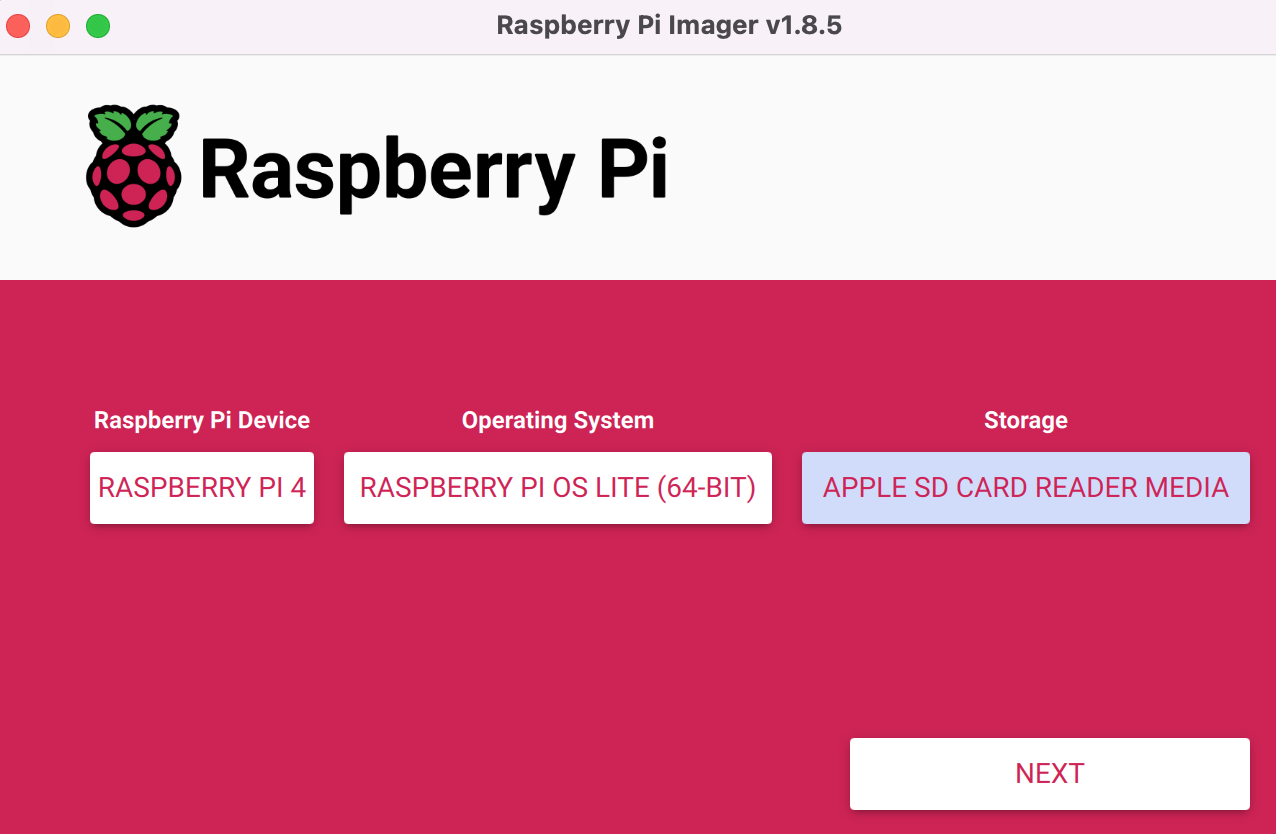 Raspberry Pi Imager v1.8.5
Raspberry Pi
Raspberry Pi Device
Operating System
Storage
RASPBERRY PI 4
RASPBERRY PI OS LITE (64-BIT)
APPLE SD CARD READER MEDIA
NEXT